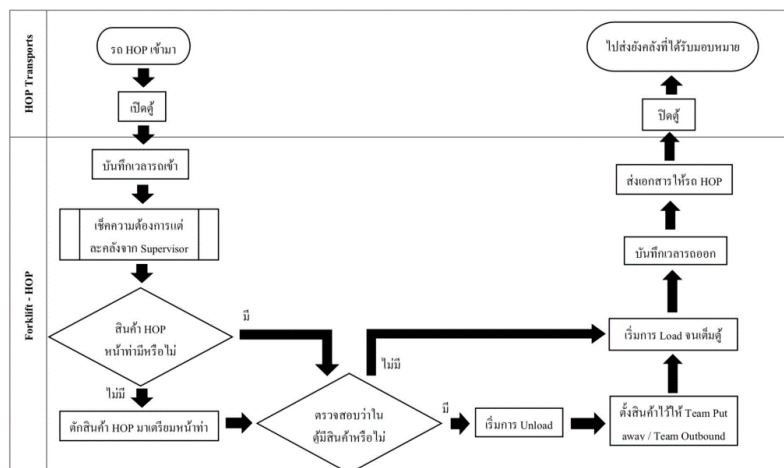 HOP Transports
รถ HOP เข้ามา
เปิดตู้
ไปส่งยังคลังที่ได้รับมอบหมาย
ปิดตู้
Forklift - HOP
บันทึกเวลารถเข้า
เช็คความต้องการแต่
ละคลังจาก Supervisor
สินค้า HOP
หน้าท่ามีหรือไม่
มี
ไม่มี
ตักสินค้า HOP มาเตรียมหน้าท่า
ตรวจสอบว่าใน
ตู้มีสินค้าหรือไม่
ไม่มี
มี
เริ่มการ Unload
ตั้งสินค้าไว้ให้ Team Put
away / Team Outbound
เริ่มการ Load จนเต็มตู้
บันทึกเวลารถออก
ส่งเอกสารให้รถ HOP